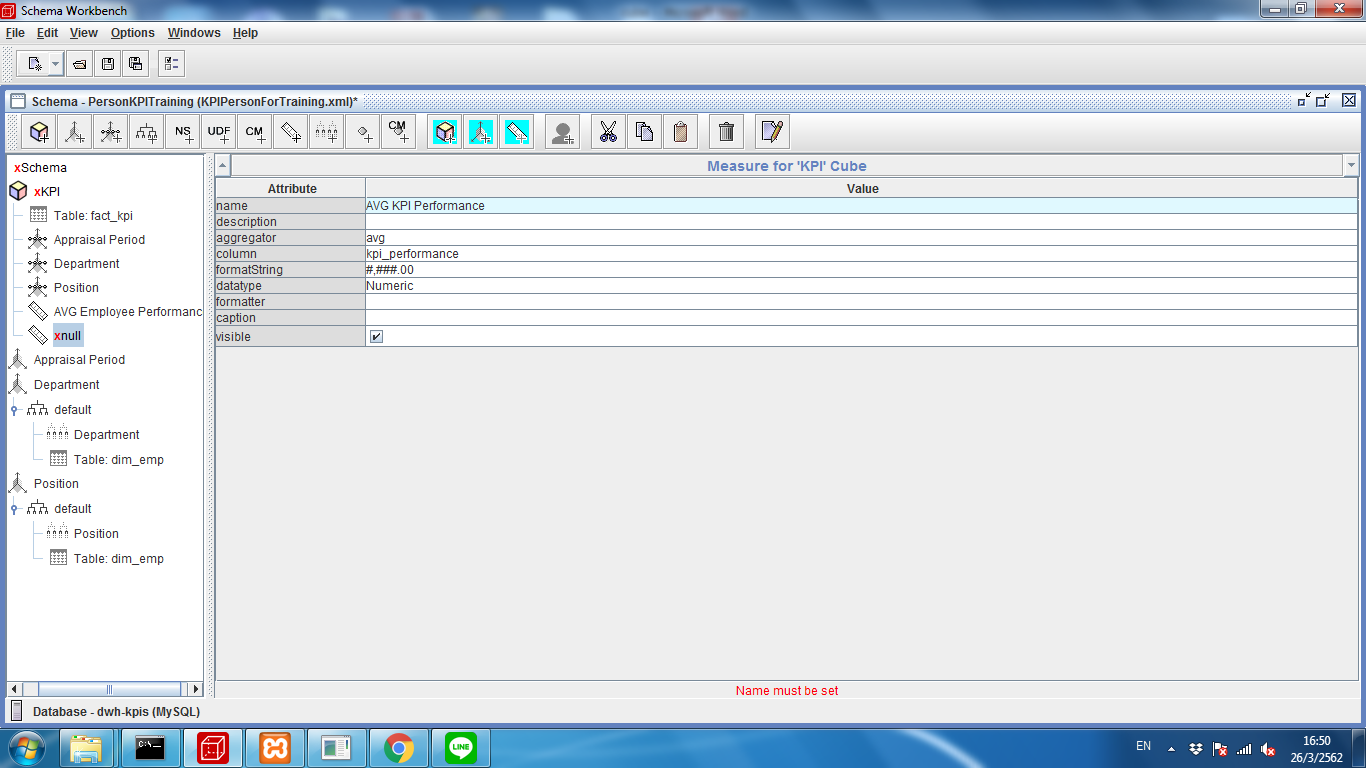 Schema Workbench
File Edit View Options Windows Help
Schema - PersonKPITraining (KPIPersonForTraining.xml)*
NS UDF CM CM
xSchema
xKPI
Table: fact_kpi
Appraisal Period
Department
Position
AVG Employee Performanc
xnull
Appraisal Period
Department
default
Department
Table: dim_emp
Position
default
Position
Table: dim_emp
Measure for 'KPI' Cube
Attribute Value
name AVG KPI Performance
description
aggregator avg
column kpi_performance
formatString #,###.00
datatype Numeric
formatter
caption
visible
Name must be set
Database - dwh-kpis (MySQL)
C:\_
LINE
EN
16:50
26/3/2562